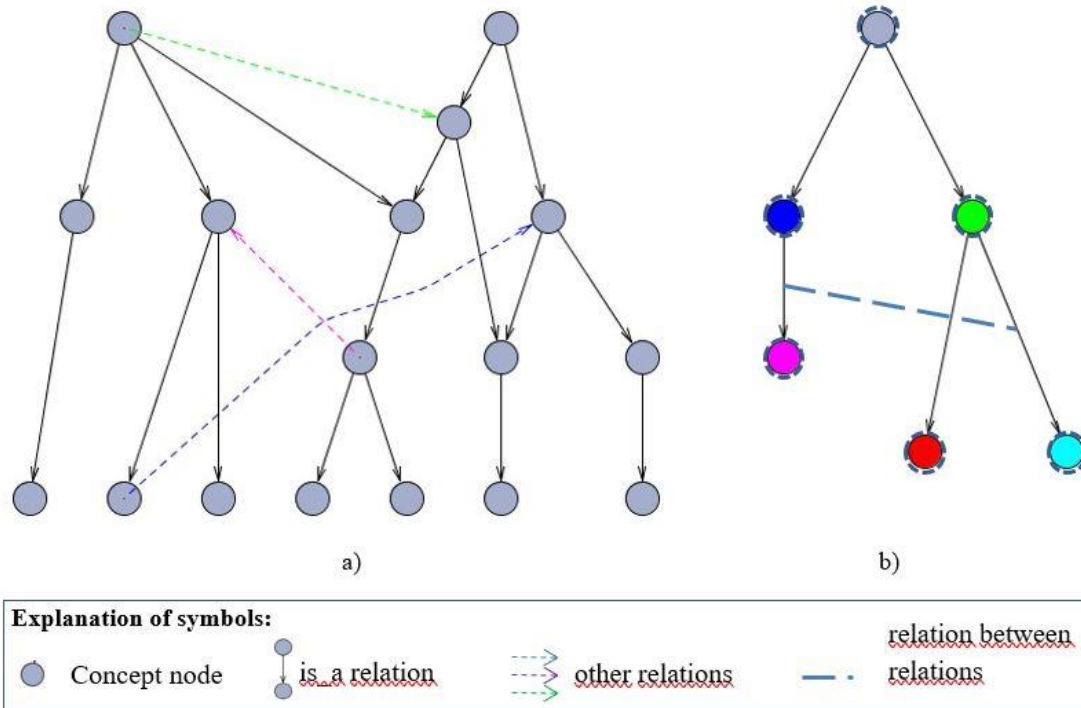 a)
b)
Explanation of symbols:
Concept node
is_a relation
other relations
relation between
relations